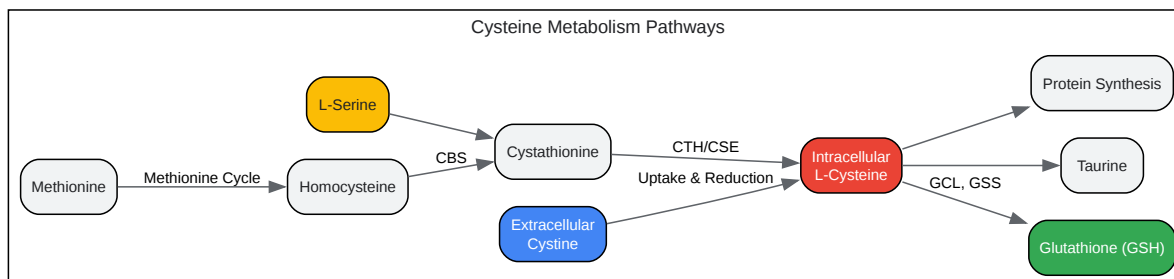 Cysteine Metabolism Pathways
Protein Synthesis
L-Serine
Cystathionine
CTH/CSE
Intracellular
L-Cysteine
CBS
Methionine
Methionine Cycle
Homocysteine
Uptake & Reduction
Taurine
GCL, GSS
Extracellular
Cystine
Glutathione (GSH)